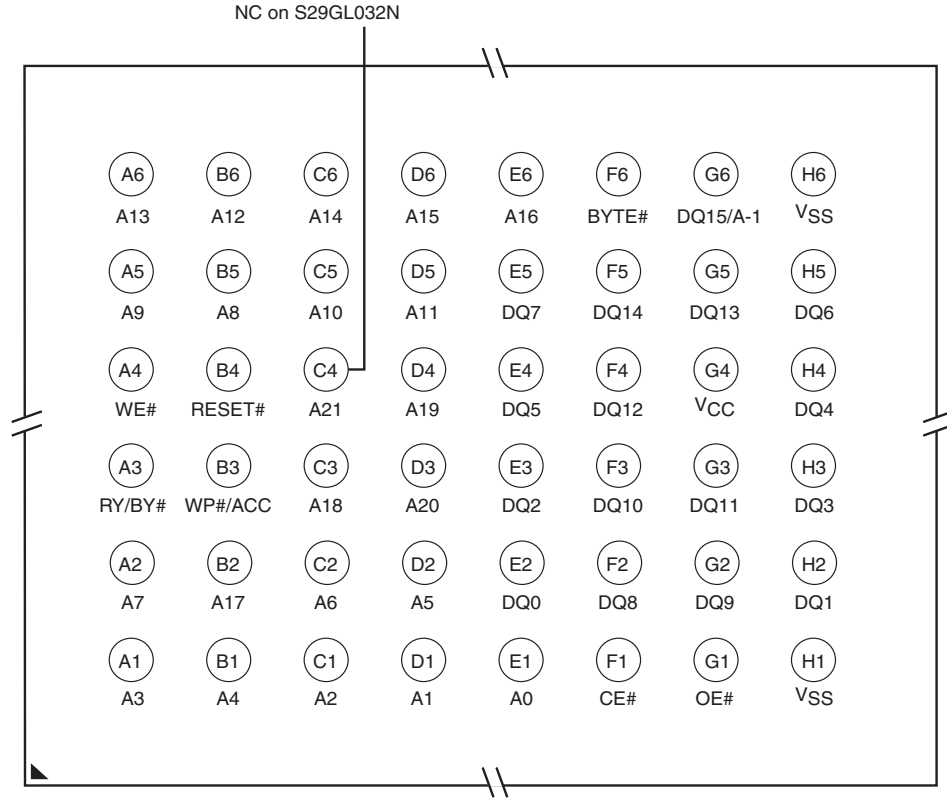 NC on S29GL032N
A6 B6 C6 D6 E6 F6 G6 H6
A13 A12 A14 A15 A16 BYTE# DQ15/A-1 VSS
A5 B5 C5 D5 E5 F5 G5 H5
A9 A8 A10 A11 DQ7 DQ14 DQ13 DQ6
A4 B4 C4 D4 E4 F4 G4 H4
WE# RESET# A21 A19 DQ5 DQ12 VCC DQ4
A3 B3 C3 D3 E3 F3 G3 H3
RY/BY# WP#/ACC A18 A20 DQ2 DQ10 DQ11 DQ3
A2 B2 C2 D2 E2 F2 G2 H2
A7 A17 A6 A5 DQ0 DQ8 DQ9 DQ1
A1 B1 C1 D1 E1 F1 G1 H1
A3 A4 A2 A1 A0 CE# OE# VSS